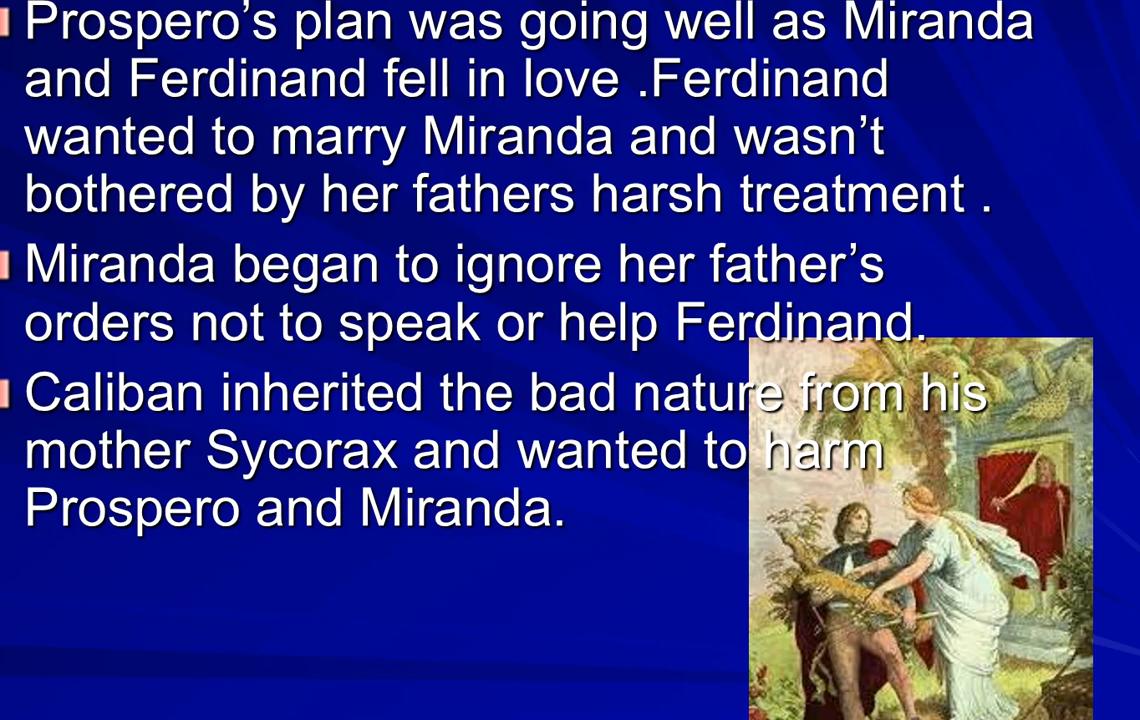 Prospero’s plan was going well as Miranda
and Ferdinand fell in love .Ferdinand
wanted to marry Miranda and wasn’t
bothered by her fathers harsh treatment .
Miranda began to ignore her father’s
orders not to speak or help Ferdinand.
Caliban inherited the bad nature from his
mother Sycorax and wanted to harm
Prospero and Miranda.